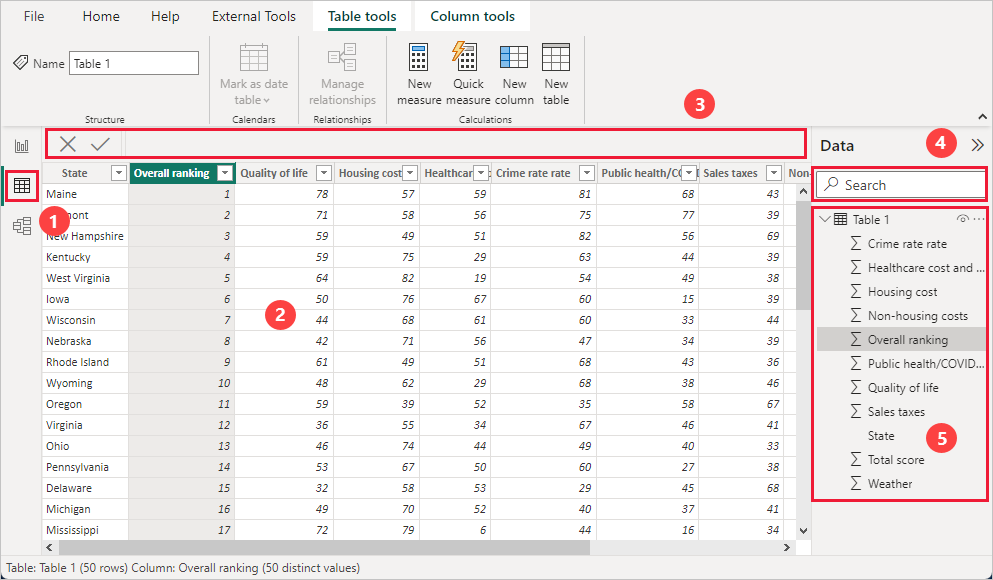 File Home Help External Tools Table tools Column tools
Name Table 1
Mark as date table
Manage relationships
New measure
Quick measure
New column
New table
Structure Calendars Relationships Calculations
3
4
Data
State Overall ranking Quality of life Housing cost Healthcar Crime rate rate Public health/CO Sales taxes Non-
Search
Maine 1 78 57 59 81 68 43
mont 2 71 58 56 75 77 39
New Hampshire 3 59 49 51 82 56 69
Kentucky 4 59 75 29 63 44 39
West Virginia 5 64 82 19 54 49 38
Iowa 6 50 76 67 60 15 39
Wisconsin 7 44 68 61 60 33 44
Nebraska 8 42 71 56 47 34 39
Rhode Island 9 61 49 51 68 43 36
Wyoming 10 48 62 29 68 38 46
Oregon 11 59 39 52 35 58 67
Virginia 12 36 55 34 67 46 41
Ohio 13 46 74 44 49 40 33
Pennsylvania 14 53 67 50 60 27 38
Delaware 15 32 58 53 29 45 68
Michigan 16 49 70 52 40 37 41
Mississippi 17 72 79 6 44 16 34
1
2
Table 1
Crime rate rate
Healthcare cost and ...
Housing cost
Non-housing costs
Overall ranking
Public health/COVID...
Quality of life
Sales taxes
State
5
Total score
Weather
Table: Table 1 (50 rows) Column: Overall ranking (50 distinct values)